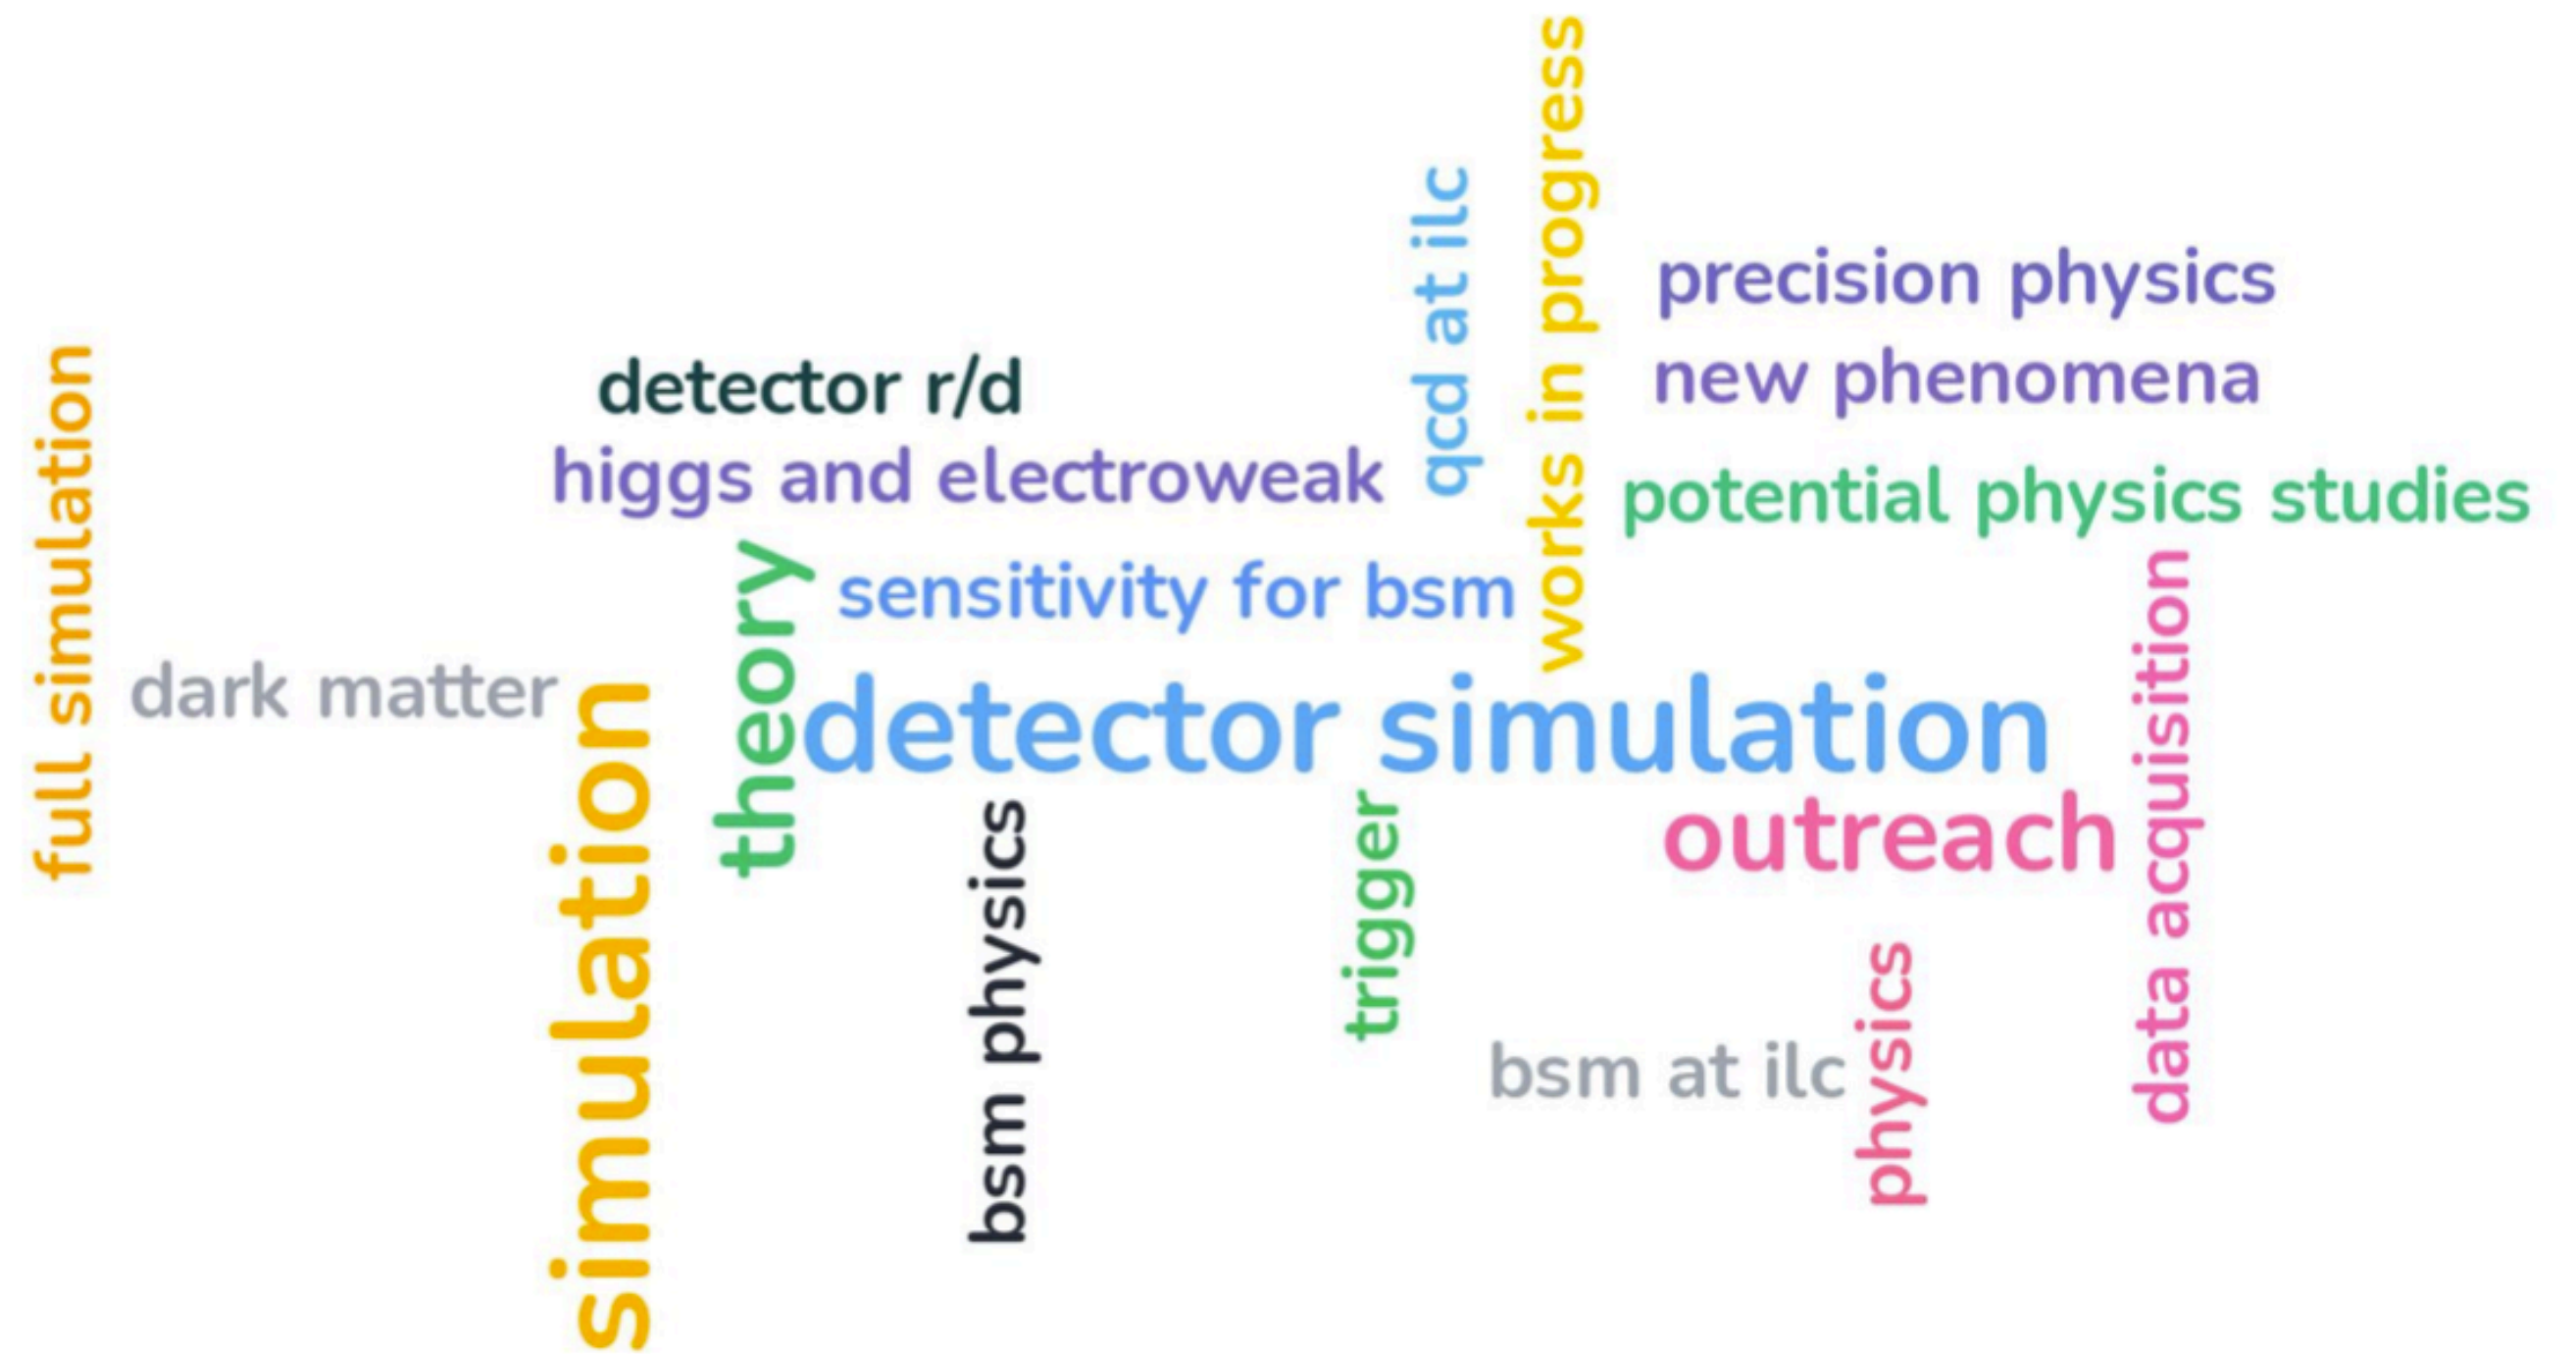 works in progress
qcd at ilc
precision physics
new phenomena
full simulation
detector r/d
higgs and electroweak
potential physics studies
theory
sensitivity for bsm
data acquisition
dark matter
simulation
detector simulation
outreach
bsm physics
trigger
physics
bsm at ilc